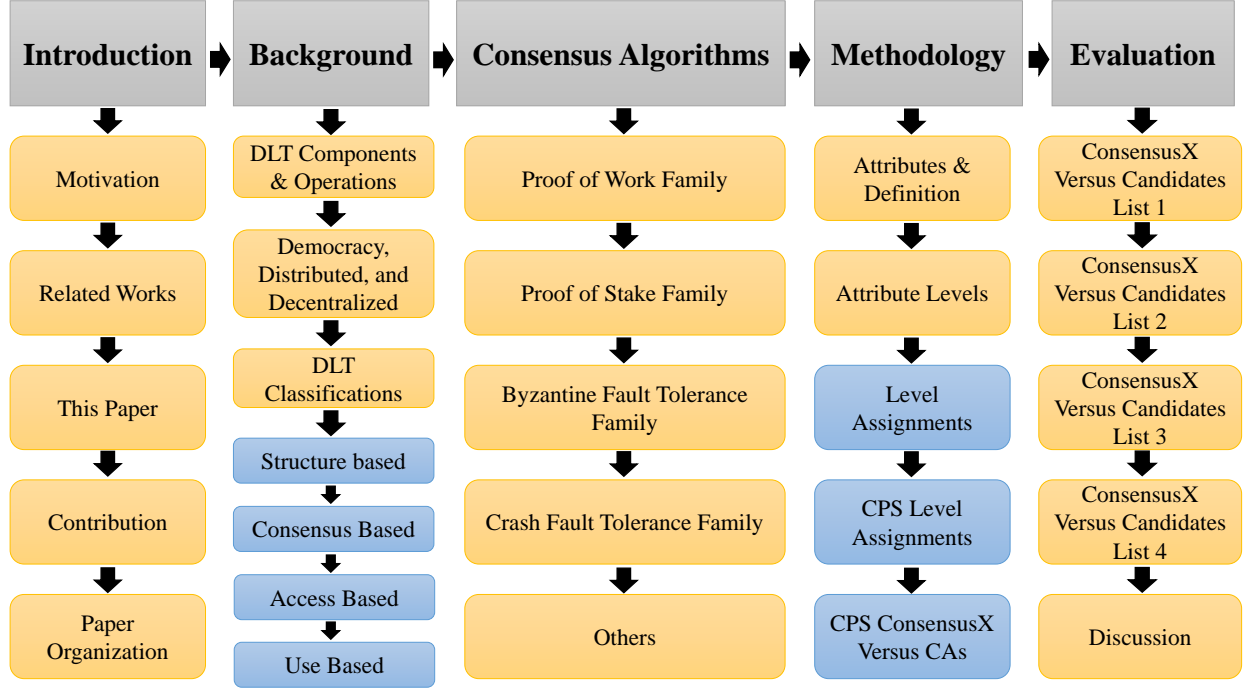 Introduction
Background
Consensus Algorithms
Methodology
Evaluation
Motivation
Related Works
This Paper
Contribution
Paper
Organization
DLT Components
& Operations
Democracy,
Distributed, and
Decentralized
DLT
Classifications
Structure based
Consensus Based
Access Based
Use Based
Proof of Work Family
Proof of Stake Family
Byzantine Fault Tolerance
Family
Crash Fault Tolerance Family
Others
Attributes &
Definition
Attribute Levels
Level
Assignments
CPS Level
Assignments
CPS ConsensusX
Versus CAs
ConsensusX
Versus Candidates
List 1
ConsensusX
Versus Candidates
List 2
ConsensusX
Versus Candidates
List 3
ConsensusX
Versus Candidates
List 4
Discussion